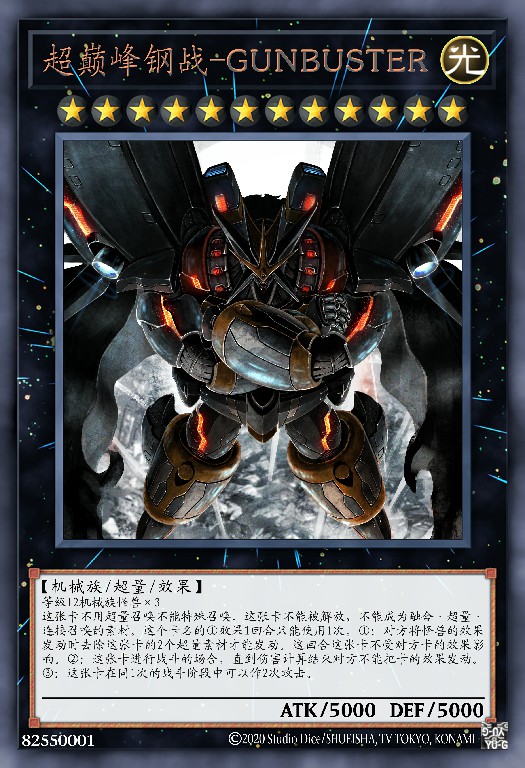 超巅峰钢战-GUNBUSTER 光
【机械族/超量/效果】
等级12机械族怪兽×3
这张卡不用超量召唤不能特殊召唤。这张卡不能被解放,不能成为融合·超量·
连接召唤的素材。这个卡名的①效果1回合只能使用1次。①:对方将怪兽的效果
发动时去除这张卡的2个超量素材才能发动。这回合这张卡不受对方卡的效果影
响。②:这张卡进行战斗的场合,直到伤害计算结束对方不能把卡的效果发动。
③:这张卡在同1次的战斗阶段中可以作2次攻击。
ATK/5000 DEF/5000
82550001 ©2020 Studio Dice/SHUEISHA, TV TOKYO, KONAMI